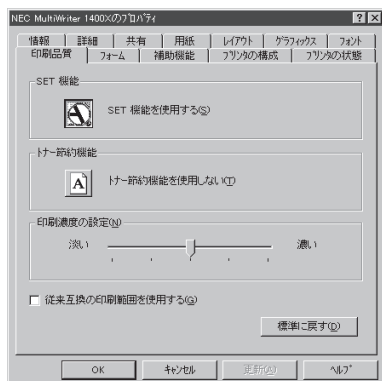 NEC MultiWriter 1400Xのﾌﾟﾛﾊﾟﾃｨ
情報 詳細 共有 用紙 ﾚｲｱｳﾄ ｸﾞﾗﾌｨｯｸｽ ﾌｫﾝﾄ
印刷品質 ﾌｫｰﾑ 補助機能 ﾌﾟﾘﾝﾀの構成 ﾌﾟﾘﾝﾀの状態
SET 機能
SET 機能を使用する(S)
ﾄﾅｰ節約機能
ﾄﾅｰ節約機能を使用しない(T)
印刷濃度の設定(N)
淡い 濃い
従来互換の印刷範囲を使用する(G)
標準に戻す(D)
OK ｷｬﾝｾﾙ 更新(A) ﾍﾙﾌﾟ